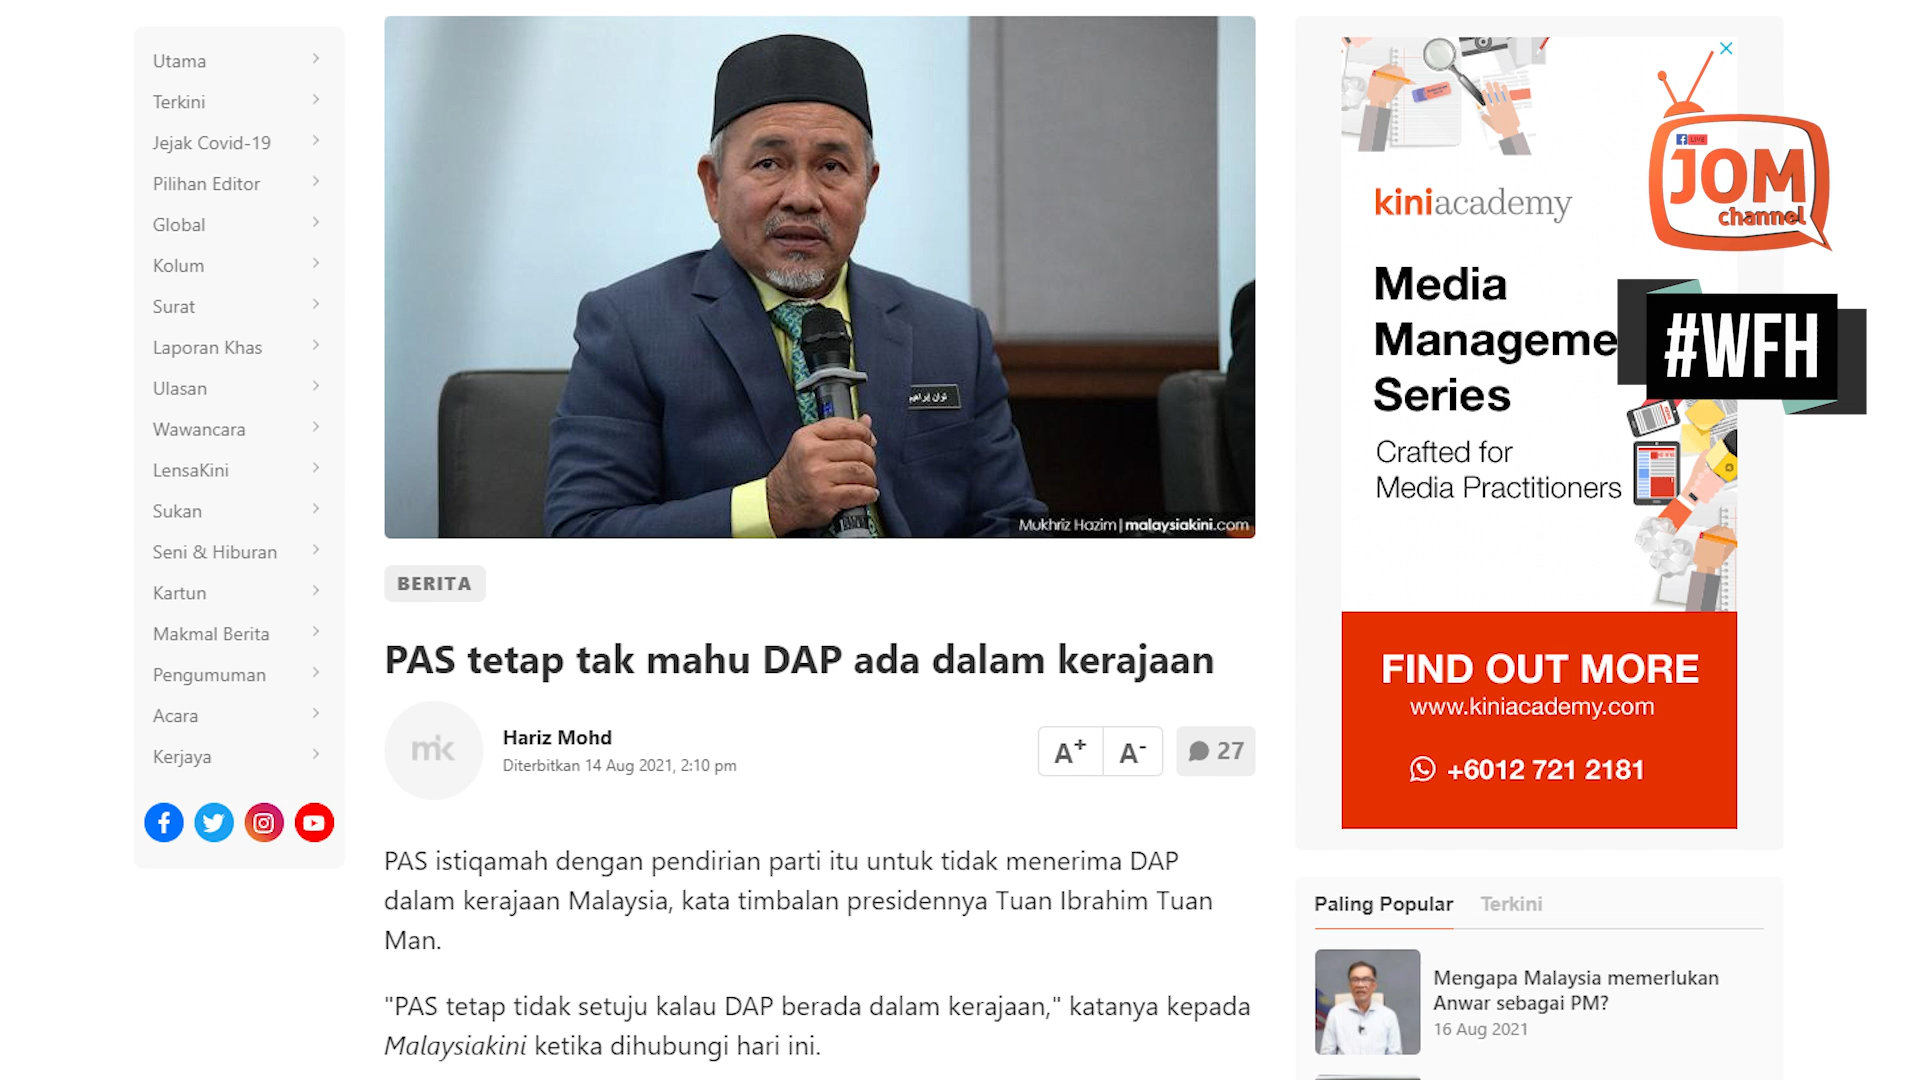 Utama
Terkini
Jejak Covid-19
Pilihan Editor
Global
Kolum
Surat
Laporan Khas
Ulasan
Wawancara
LensaKini
Sukan
Seni & Hiburan
Kartun
Makmal Berita
Pengumuman
Acara
Kerjaya
توان إبراهيم
Mukhriz Hazim | malaysiakini.com
BERITA
PAS tetap tak mahu DAP ada dalam kerajaan
mk
Hariz Mohd
Diterbitkan 14 Aug 2021, 2:10 pm
A+ A- 27
PAS istiqamah dengan pendirian parti itu untuk tidak menerima DAP
dalam kerajaan Malaysia, kata timbalan presidennya Tuan Ibrahim Tuan
Man.
"PAS tetap tidak setuju kalau DAP berada dalam kerajaan," katanya kepada
Malaysiakini ketika dihubungi hari ini.
kiniacademy
Media
Manageme
Series
Crafted for
Media Practitioners
FIND OUT MORE
www.kiniacademy.com
+6012 721 2181
LIVE
JOM
channel
#WFH
Paling Popular Terkini
Mengapa Malaysia memerlukan
Anwar sebagai PM?
16 Aug 2021